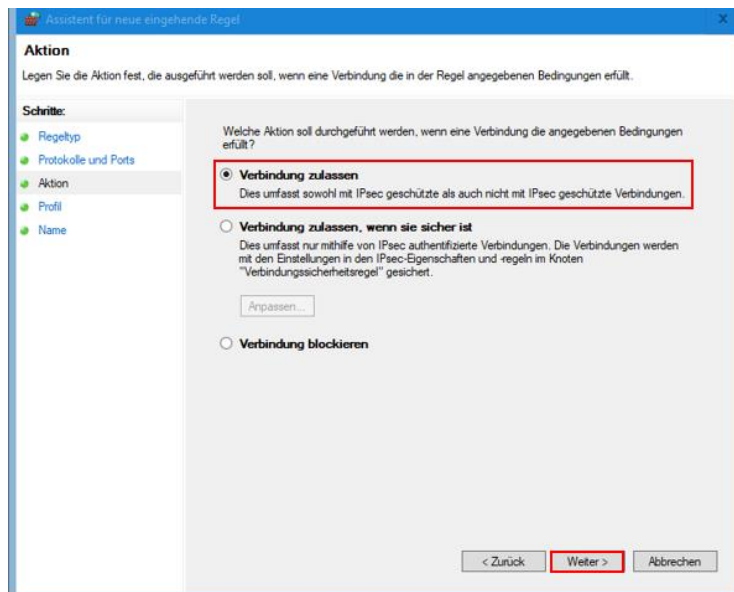 Assistent für neue eingehende Regel
X
Aktion
Legen Sie die Aktion fest, die ausgeführt werden soll, wenn eine Verbindung die in der Regel angegebenen Bedingungen erfüllt.
Schritte:
Regeltyp
Protokolle und Ports
Aktion
Profil
Name
Welche Aktion soll durchgeführt werden, wenn eine Verbindung die angegebenen Bedingungen
erfüllt?
Verbindung zulassen
Dies umfasst sowohl mit IPsec geschützte als auch nicht mit IPsec geschützte Verbindungen.
Verbindung zulassen, wenn sie sicher ist
Dies umfasst nur mithilfe von IPsec authentifizierte Verbindungen. Die Verbindungen werden
mit den Einstellungen in den IPsec-Eigenschaften und -regeln im Knoten
"Verbindungssicherheitsregel" gesichert.
Anpassen...
Verbindung blockieren
< Zurück
Weiter >
Abbrechen